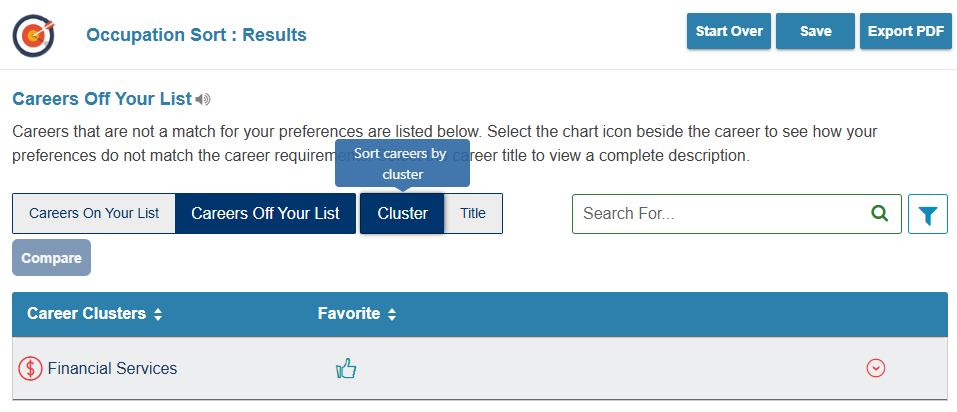 Occupation Sort : Results
Start Over
Save
Export PDF
Careers Off Your List
Careers that are not a match for your preferences are listed below. Select the chart icon beside the career to see how your
preferences do not match the career requirem career title to view a complete description.
Sort careers by
cluster
Careers On Your List
Careers Off Your List
Cluster
Title
Search For...
Compare
Career Clusters
Favorite
Financial Services